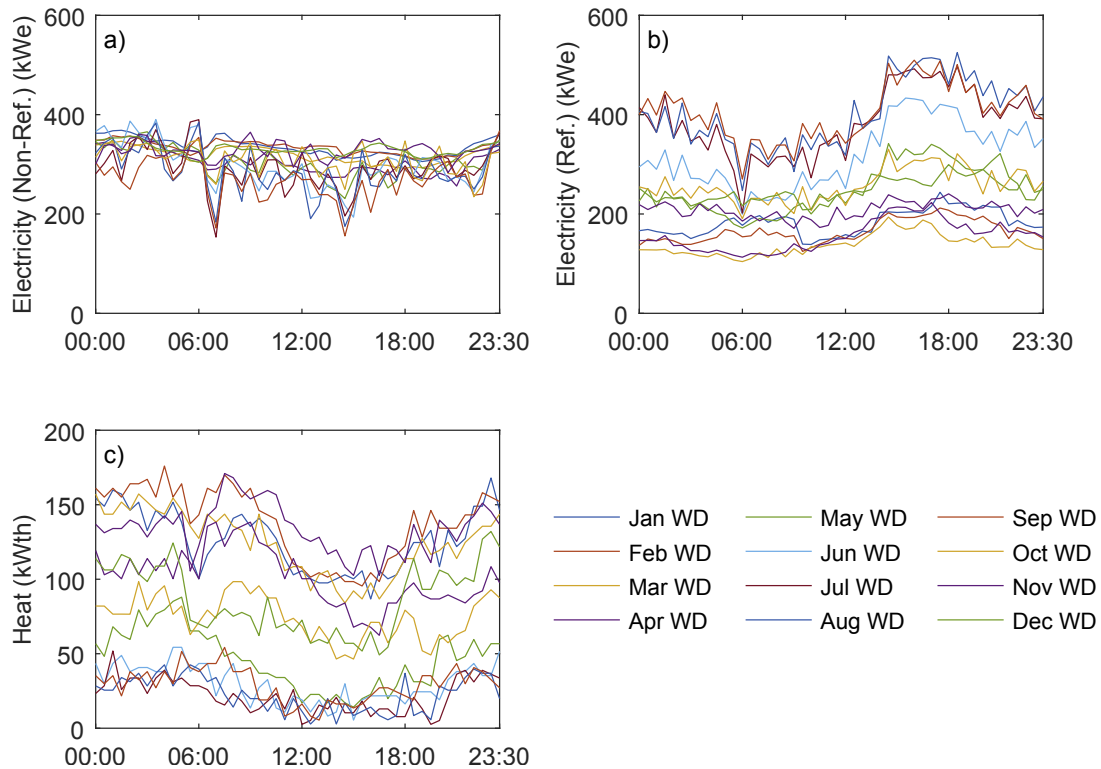 a)
Electricity (Non-Ref.) (kWe)
600
400
200
0
00:00 06:00 12:00 18:00 23:30
b)
Electricity (Ref.) (kWe)
600
400
200
0
00:00 06:00 12:00 18:00 23:30
c)
Heat (kWth)
200
150
100
50
0
00:00 06:00 12:00 18:00 23:30
Jan WD May WD Sep WD
Feb WD Jun WD Oct WD
Mar WD Jul WD Nov WD
Apr WD Aug WD Dec WD